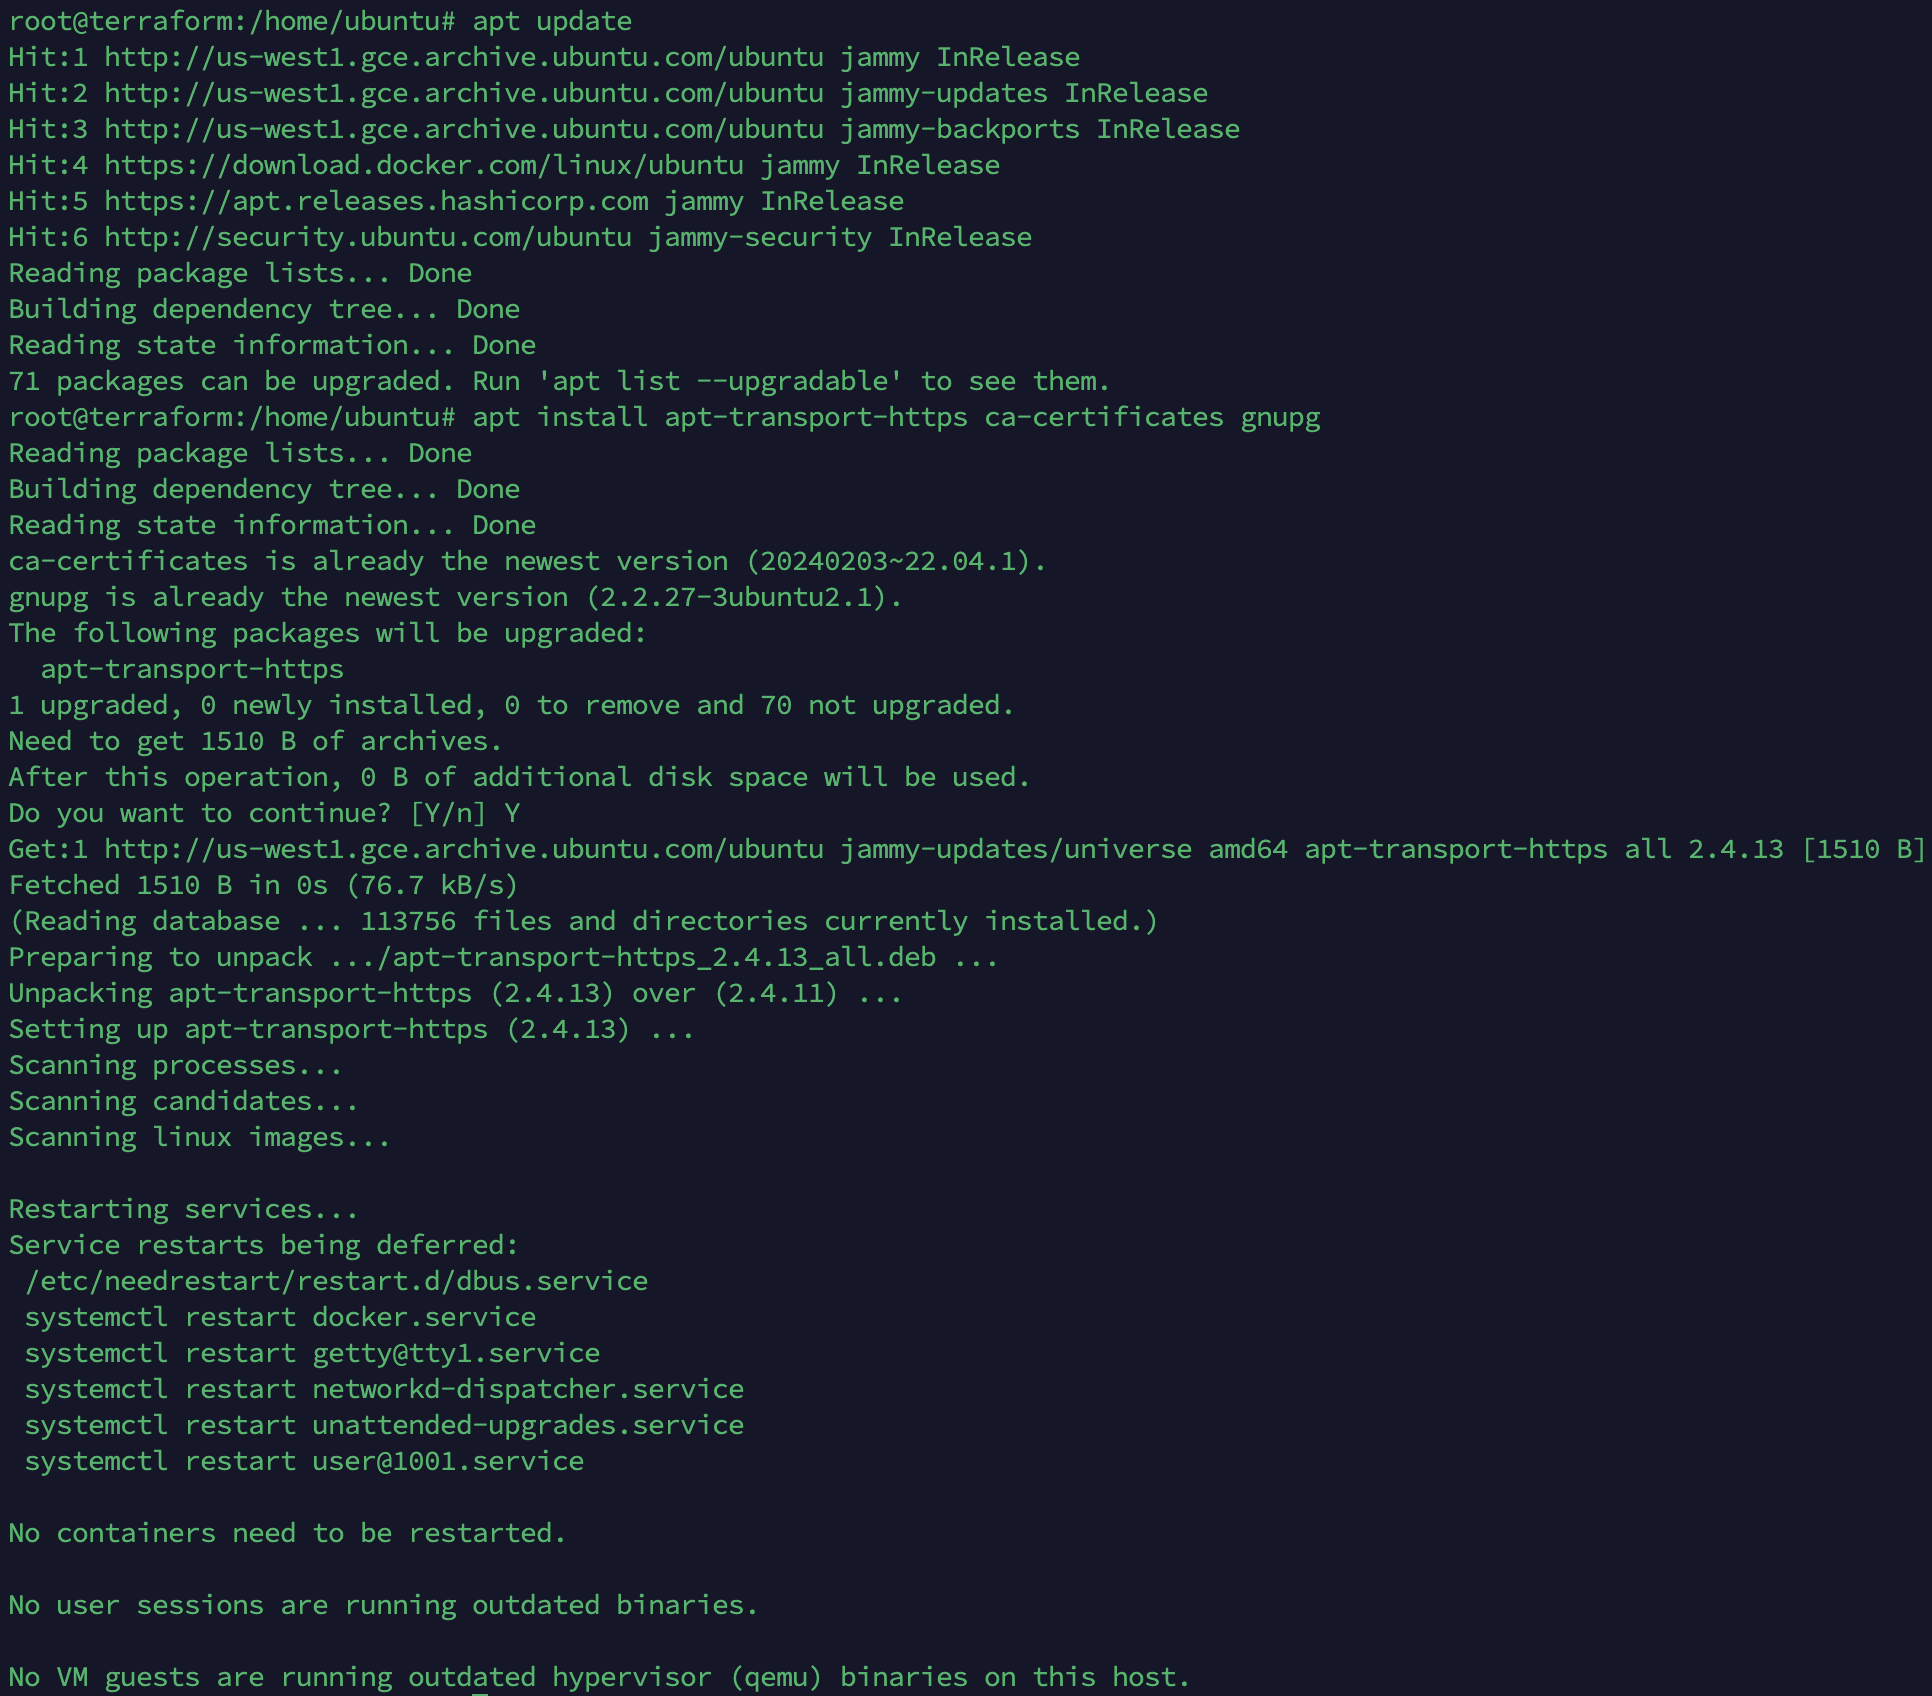 root@terraform:/home/ubuntu# apt update
Hit:1 http://us-west1.gce.archive.ubuntu.com/ubuntu jammy InRelease
Hit:2 http://us-west1.gce.archive.ubuntu.com/ubuntu jammy-updates InRelease
Hit:3 http://us-west1.gce.archive.ubuntu.com/ubuntu jammy-backports InRelease
Hit:4 https://download.docker.com/linux/ubuntu jammy InRelease
Hit:5 https://apt.releases.hashicorp.com jammy InRelease
Hit:6 http://security.ubuntu.com/ubuntu jammy-security InRelease
Reading package lists... Done
Building dependency tree... Done
Reading state information... Done
71 packages can be upgraded. Run 'apt list --upgradable' to see them.
root@terraform:/home/ubuntu# apt install apt-transport-https ca-certificates gnupg
Reading package lists... Done
Building dependency tree... Done
Reading state information... Done
ca-certificates is already the newest version (20240203~22.04.1).
gnupg is already the newest version (2.2.27-3ubuntu2.1).
The following packages will be upgraded:
  apt-transport-https
1 upgraded, 0 newly installed, 0 to remove and 70 not upgraded.
Need to get 1510 B of archives.
After this operation, 0 B of additional disk space will be used.
Do you want to continue? [Y/n] Y
Get:1 http://us-west1.gce.archive.ubuntu.com/ubuntu jammy-updates/universe amd64 apt-transport-https all 2.4.13 [1510 B]
Fetched 1510 B in 0s (76.7 kB/s)
(Reading database ... 113756 files and directories currently installed.)
Preparing to unpack .../apt-transport-https_2.4.13_all.deb ...
Unpacking apt-transport-https (2.4.13) over (2.4.11) ...
Setting up apt-transport-https (2.4.13) ...
Scanning processes...
Scanning candidates...
Scanning linux images...

Restarting services...
Service restarts being deferred:
 /etc/needrestart/restart.d/dbus.service
 systemctl restart docker.service
 systemctl restart getty@tty1.service
 systemctl restart networkd-dispatcher.service
 systemctl restart unattended-upgrades.service
 systemctl restart user@1001.service

No containers need to be restarted.

No user sessions are running outdated binaries.

No VM guests are running outdated hypervisor (qemu) binaries on this host.